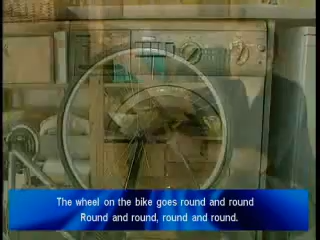 The wheel on the bike goes round and round
Round and round, round and round.